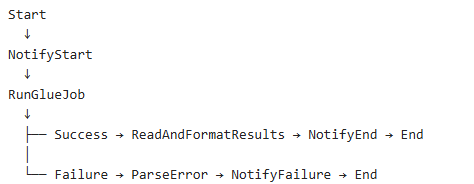 Start
↓
NotifyStart
↓
RunGlueJob
↓
├── Success → ReadAndFormatResults → NotifyEnd → End
│
└── Failure → ParseError → NotifyFailure → End